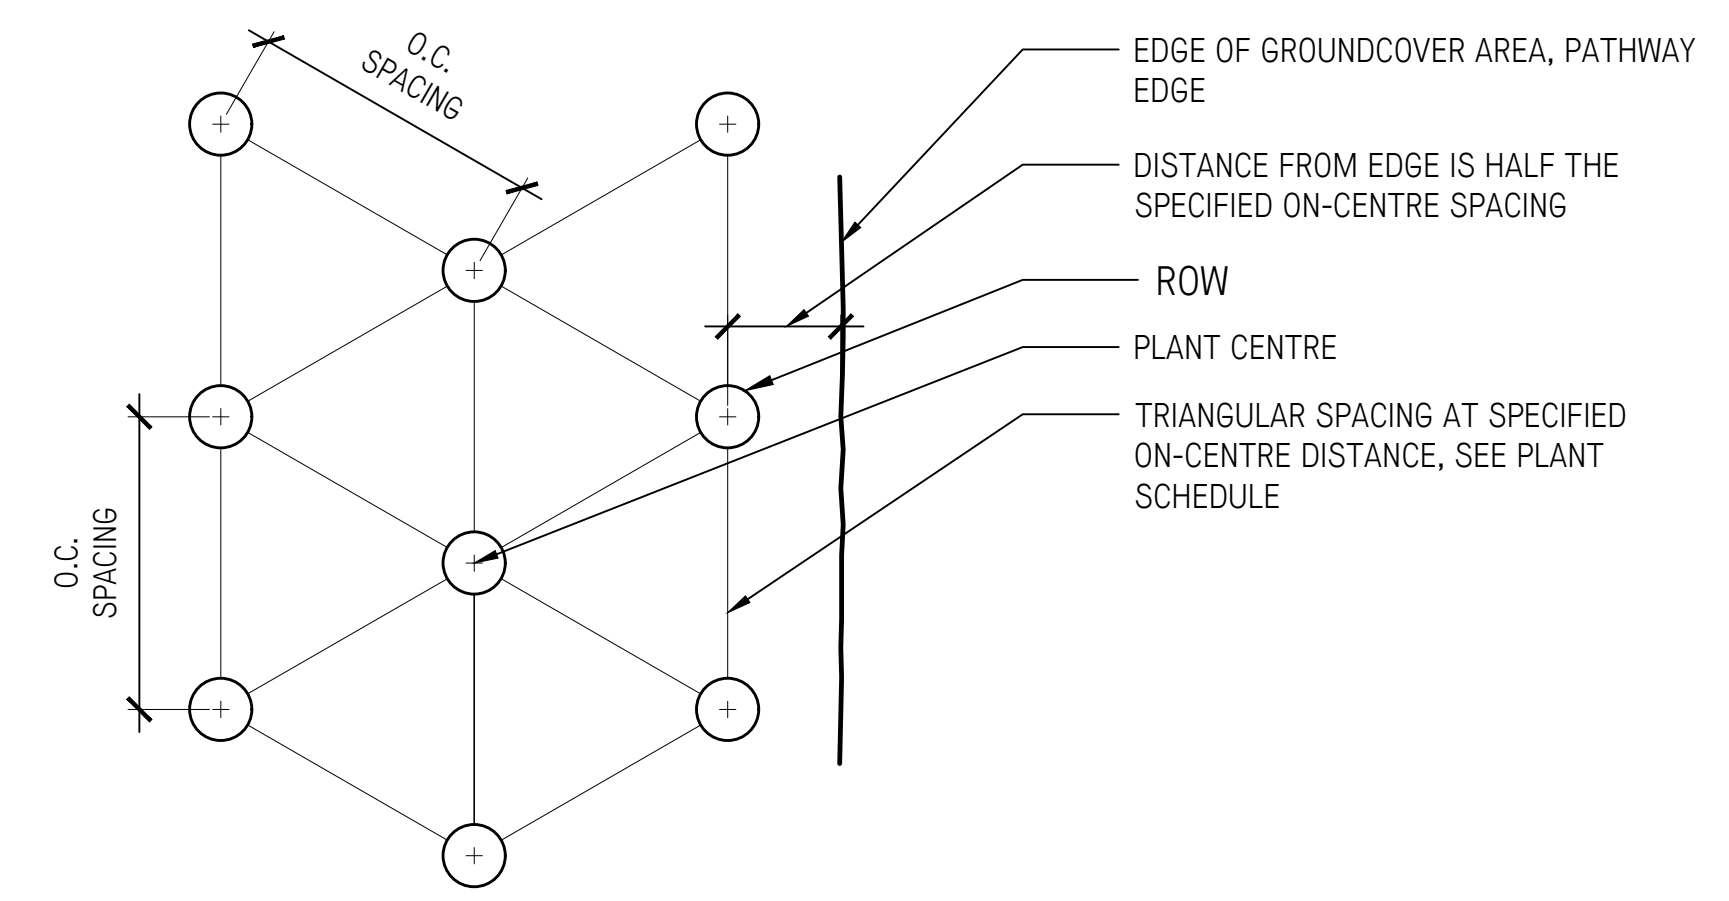 O.C.
SPACING
EDGE OF GROUNDCOVER AREA, PATHWAY
EDGE
DISTANCE FROM EDGE IS HALF THE
SPECIFIED ON-CENTRE SPACING
ROW
PLANT CENTRE
TRIANGULAR SPACING AT SPECIFIED
ON-CENTRE DISTANCE, SEE PLANT
SCHEDULE
O.C.
SPACING